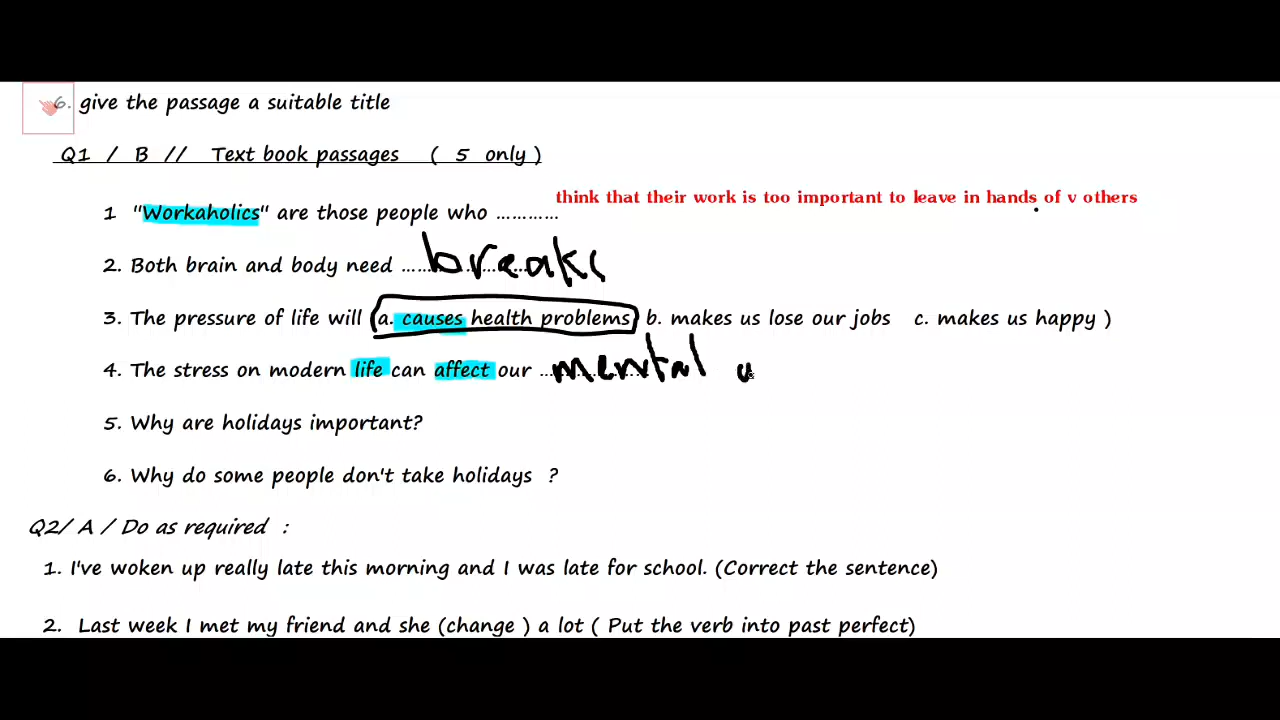 6. give the passage a suitable title
Q1 / B // Text book passages ( 5 only )
think that their work is too important to leave in hands of v others
1 "Workaholics" are those people who ............
2. Both brain and body need ...... breaks
3. The pressure of life will (a. causes health problems b. makes us lose our jobs c. makes us happy )
4. The stress on modern life can affect our ... mental
5. Why are holidays important?
6. Why do some people don't take holidays ?
Q2/ A / Do as required :
1. I've woken up really late this morning and I was late for school. (Correct the sentence)
2. Last week I met my friend and she (change ) a lot ( Put the verb into past perfect)